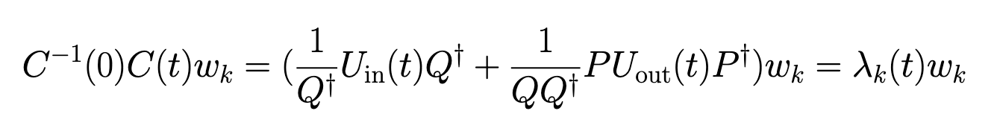 $C^{-1}(0)C(t)w_k = (\frac{1}{Q^\dagger}U_{\text{in}}(t)Q^\dagger + \frac{1}{QQ^\dagger}PU_{\text{out}}(t)P^\dagger)w_k = \lambda_k(t)w_k$